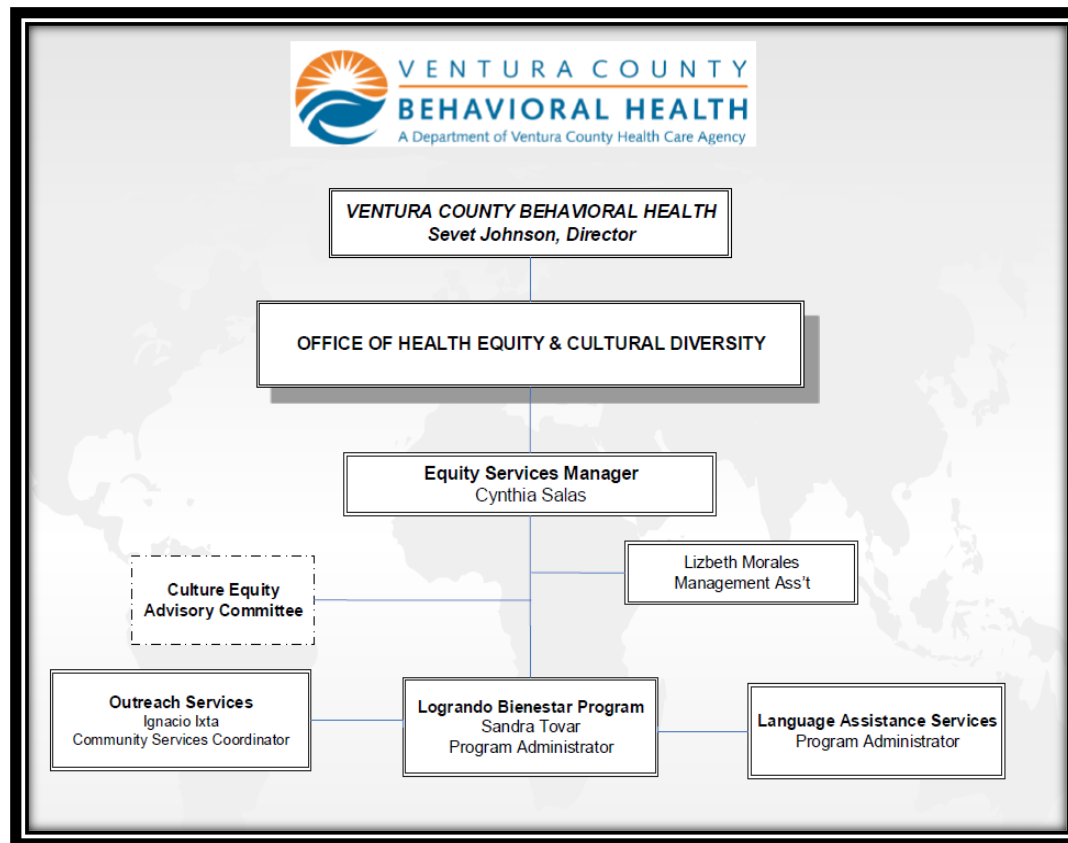 VENTURA COUNTY
BEHAVIORAL HEALTH
A Department of Ventura County Health Care Agency
VENTURA COUNTY BEHAVIORAL HEALTH
Sevet Johnson, Director
OFFICE OF HEALTH EQUITY & CULTURAL DIVERSITY
Equity Services Manager
Cynthia Salas
Lizbeth Morales
Management Ass't
Culture Equity
Advisory Committee
Outreach Services
Ignacio Ixta
Community Services Coordinator
Logrando Bienestar Program
Sandra Tovar
Program Administrator
Language Assistance Services
Program Administrator